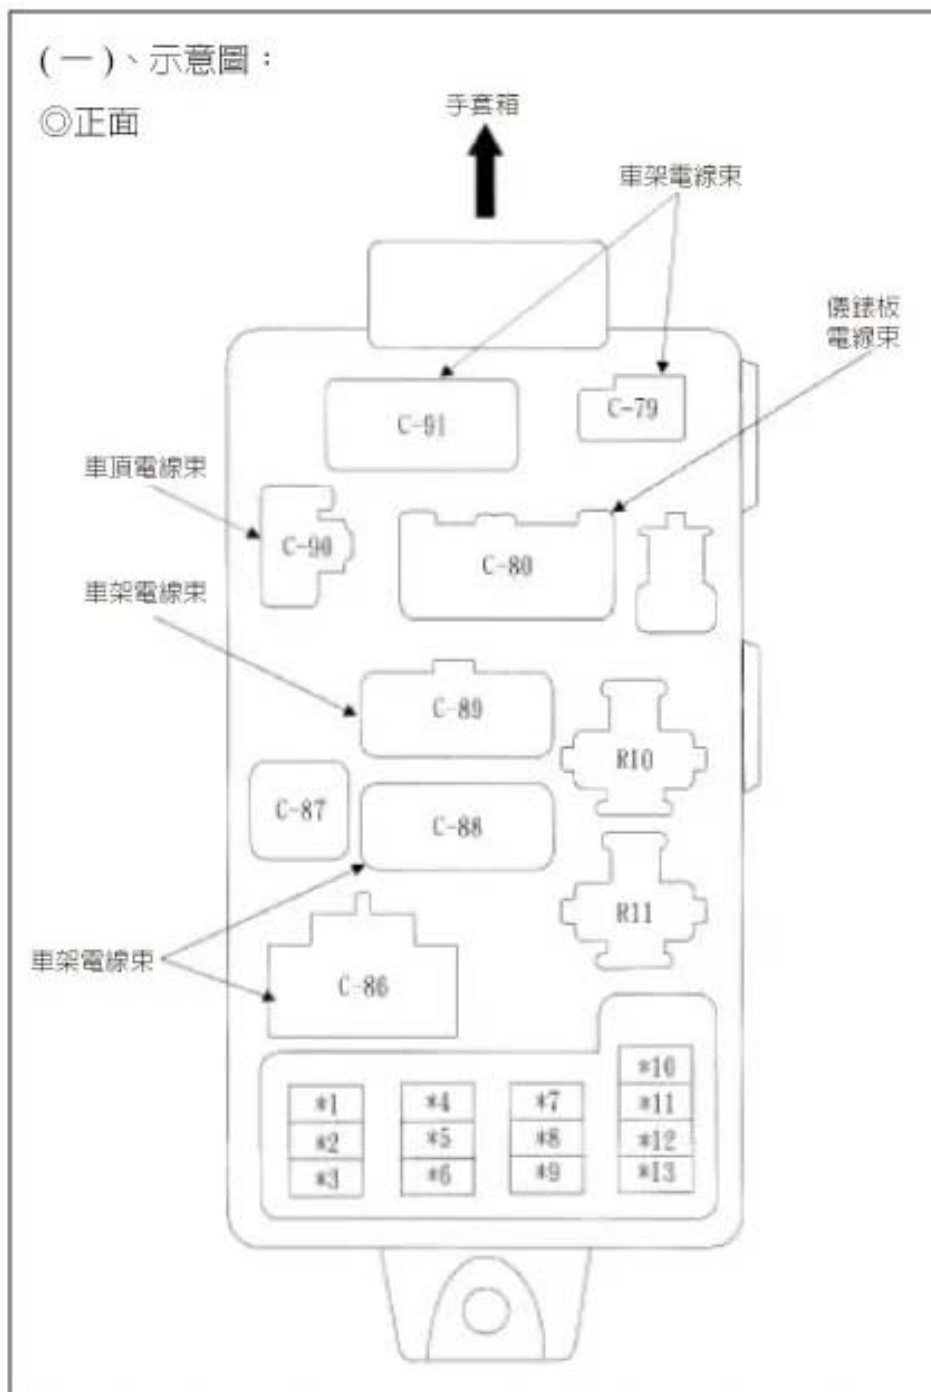 (一)、示意圖：
◎正面
手套箱
車架電線束
儀錶板
電線束
C-91
C-79
車頂電線束
C-90
C-80
車架電線束
C-89
R10
C-87
C-88
R11
車架電線束
C-86
*1
*2
*3
*4
*5
*6
*7
*8
*9
*10
*11
*12
*13